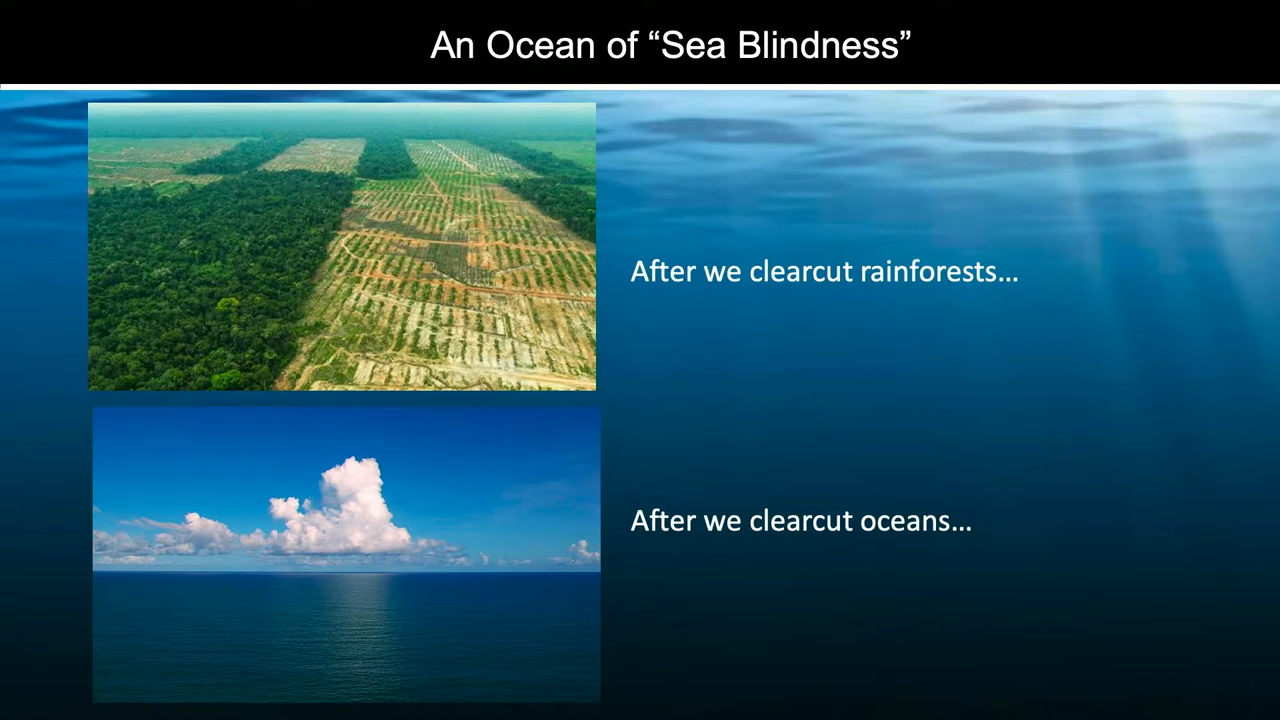 An Ocean of “Sea Blindness”
After we clearcut rainforests...
After we clearcut oceans...